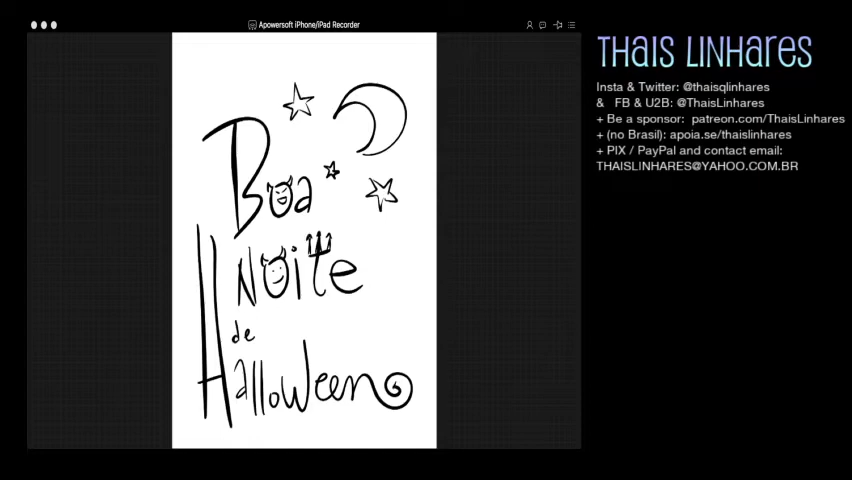 Apowersoft iPhone/iPad Recorder
Boa
Noite
de
Halloween
THais LiNHares
Insta & Twitter: @thaisqlinhares
& FB & U2B: @ThaisLinhares
+ Be a sponsor: patreon.com/ThaisLinhares
+ (no Brasil): apoia.se/thaislinhares
+ PIX / PayPal and contact email:
THAISLINHARES@YAHOO.COM.BR